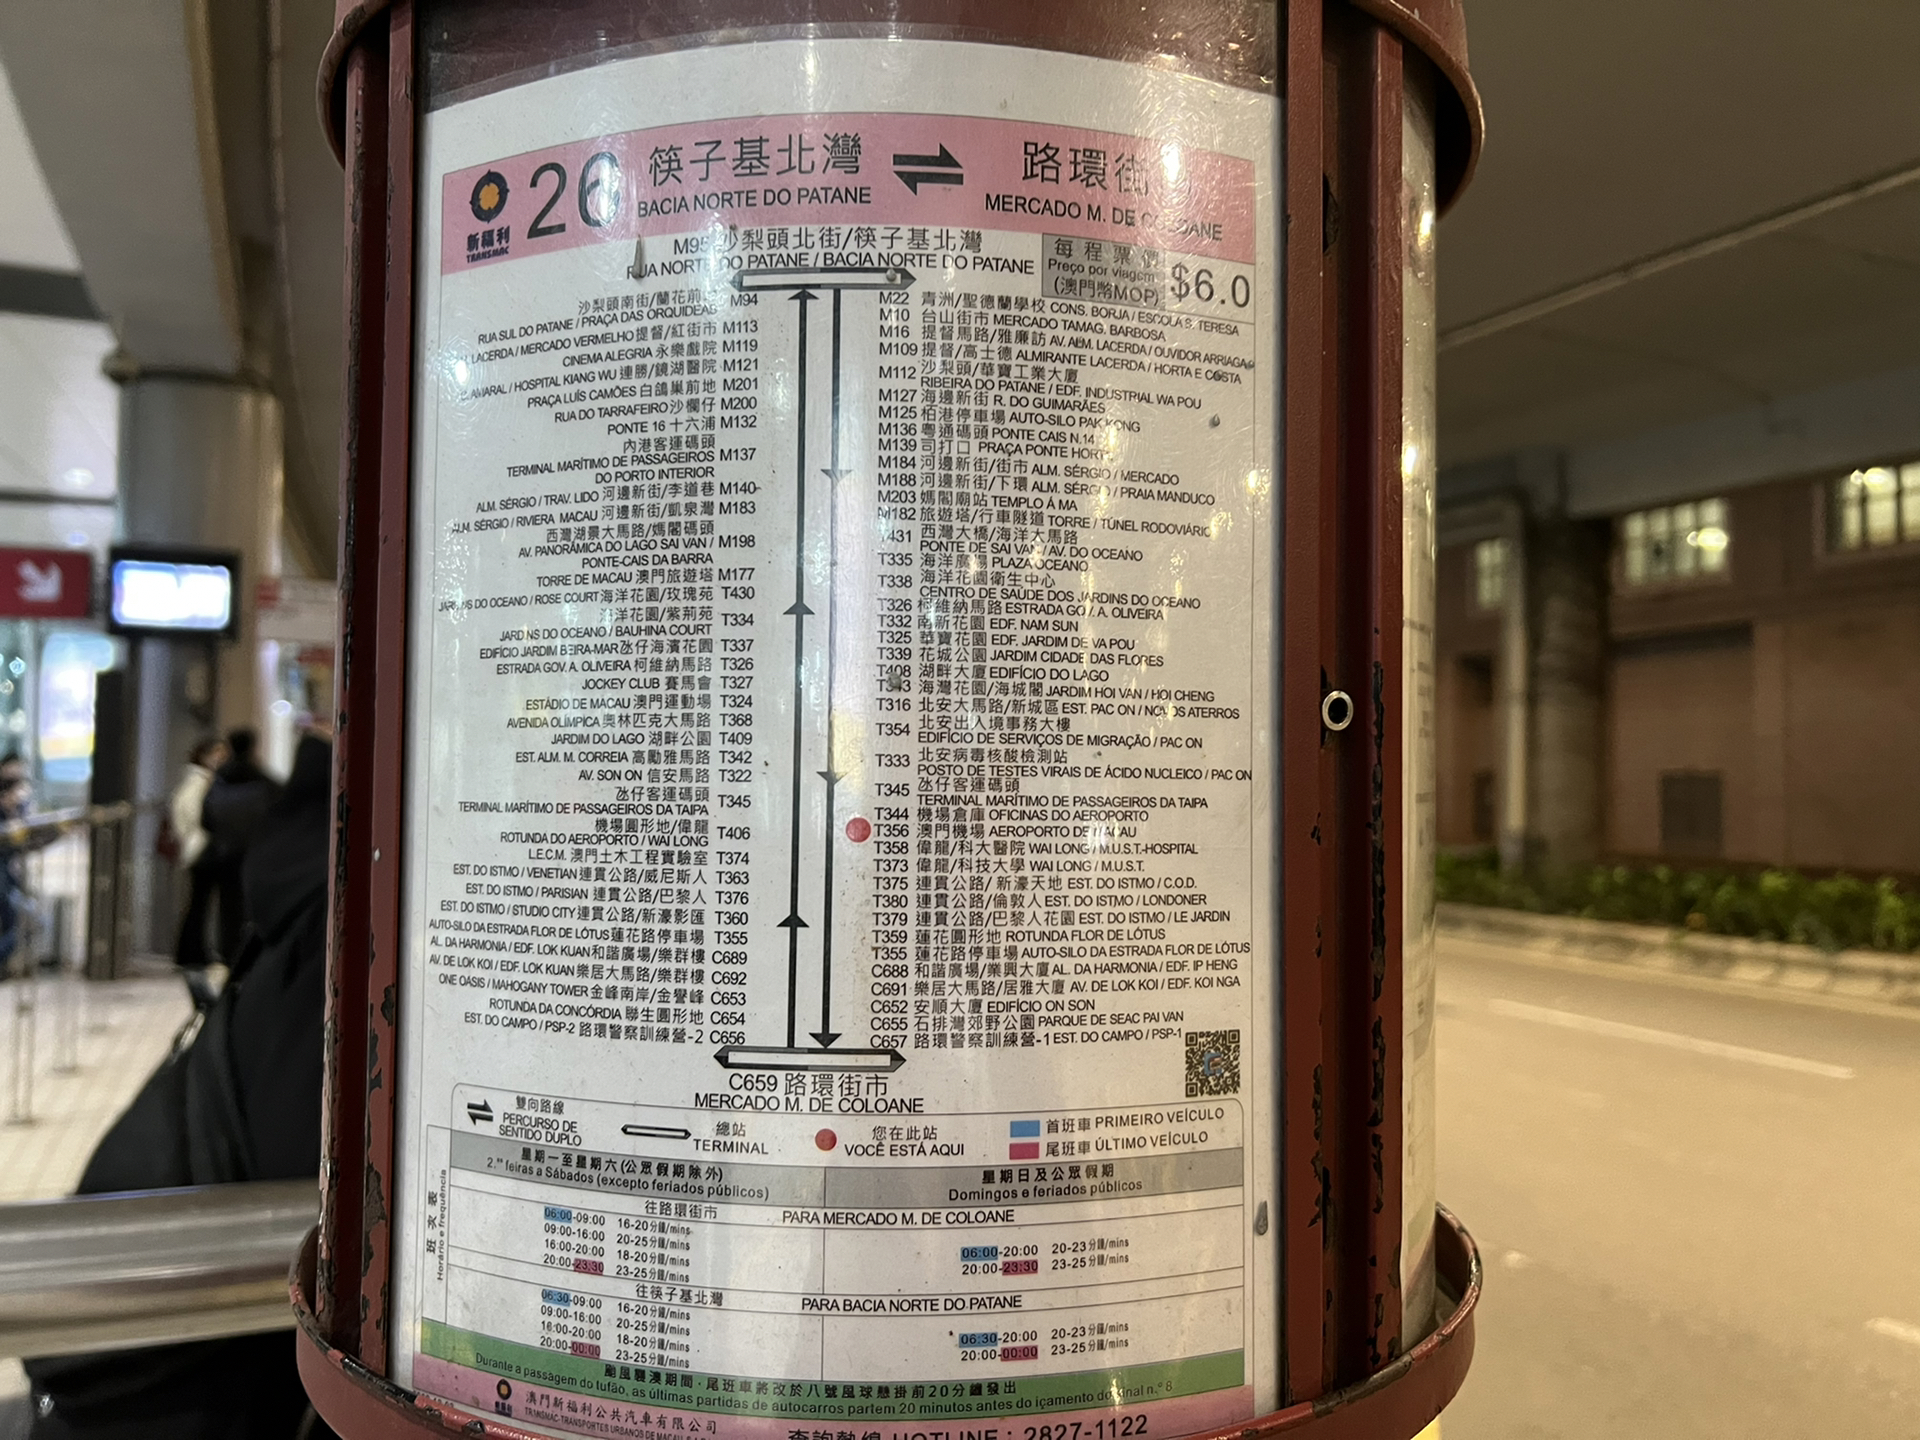 26
筷子基北灣
路環街
BACIA NORTE DO PATANE
MERCADO M. DE COLOANE
新福利
TRANSMAC
M95 沙梨頭北街/筷子基北灣
RUA NORTE DO PATANE / BACIA NORTE DO PATANE
每程票價
Preço por viagem
(澳門幣MOP)
$6.0
沙梨頭南街/蘭花前 M94
RUA SUL DO PATANE / PRAÇA DAS ORQUIDEAS
LACERDA / MERCADO VERMELHO 提督/紅街市 M113
CINEMA ALEGRIA 永樂戲院 M119
AMARAL / HOSPITAL KIANG WU 連勝/鏡湖醫院 M121
PRAÇA LUÍS CAMÕES 白鴿巢前地 M201
RUA DO TARRAFEIRO 沙欄仔 M200
PONTE 16 十六浦 M132
內港客運碼頭
TERMINAL MARÍTIMO DE PASSAGEIROS M137
DO PORTO INTERIOR
ALM. SÉRGIO / TRAV. LIDO 河邊新街/李道巷 M140
ALM. SÉRGIO / RIVIERA MACAU 河邊新街/凱泉灣 M183
西灣湖景大馬路/媽閣碼頭
AV. PANORÂMICA DO LAGO SAI VAN / M198
PONTE-CAIS DA BARRA
TORRE DE MACAU 澳門旅遊塔 M177
DO OCEANO / ROSE COURT 海洋花園/玫瑰苑 T430
海洋花園/紫荊苑 T334
JARDINS DO OCEANO / BAUHINA COURT
EDIFÍCIO JARDIM BEIRA-MAR 氹仔海濱花園 T337
ESTRADA GOV. A. OLIVEIRA 柯維納馬路 T326
JOCKEY CLUB 賽馬會 T327
ESTÁDIO DE MACAU 澳門運動場 T324
AVENIDA OLÍMPICA 奧林匹克大馬路 T368
JARDIM DO LAGO 湖畔公園 T409
EST. ALM. M. CORREIA 高勵雅馬路 T342
AV. SON ON 信安馬路 T322
氹仔客運碼頭 T345
TERMINAL MARÍTIMO DE PASSAGEIROS DA TAIPA
機場圓形地/偉龍 T406
ROTUNDA DO AEROPORTO / WAI LONG
L.E.C.M. 澳門土木工程實驗室 T374
EST. DO ISTMO / VENETIAN 連貫公路/威尼斯人 T363
EST. DO ISTMO / PARISIAN 連貫公路/巴黎人 T376
EST. DO ISTMO / STUDIO CITY 連貫公路/新濠影匯 T360
AUTO-SILO DA ESTRADA FLOR DE LÓTUS 蓮花路停車場 T355
AL. DA HARMONIA / EDF. LOK KUAN 和諧廣場/樂群樓 C689
AV. DE LOK KOI / EDF. LOK KUAN 樂居大馬路/樂群樓 C692
ONE OASIS / MAHOGANY TOWER 金峰南岸/金譽峰 C653
ROTUNDA DA CONCÓRDIA 聯生圓形地 C654
EST. DO CAMPO / PSP-2 路環警察訓練營-2 C656
M22 青洲/聖德蘭學校 CONS. BORJA / ESCOLA S. TERESA
M10 台山街市 MERCADO TAMAG. BARBOSA
M16 提督馬路/雅廉訪 AV. ALM. LACERDA / OUVIDOR ARRIAGA
M109 提督/高士德 ALMIRANTE LACERDA / HORTA E COSTA
M112 沙梨頭/華寶工業大廈
RIBEIRA DO PATANE / EDF. INDUSTRIAL WA POU
M127 海邊新街 R. DO GUIMARÃES
M125 栢港停車場 AUTO-SILO PAK KONG
M136 粵通碼頭 PONTE CAIS N.14
M139 司打口 PRAÇA PONTE HORTA
M184 河邊新街/街市 ALM. SÉRGIO / MERCADO
M188 河邊新街/下環 ALM. SÉRGIO / PRAIA MANDUCO
M203 媽閣廟站 TEMPLO Á MA
M182 旅遊塔/行車隧道 TORRE / TÚNEL RODOVIÁRIO
T431 西灣大橋/海洋大馬路
PONTE DE SAI VAN / AV. DO OCEANO
T335 海洋廣場 PLAZA OCEANO
T338 海洋花園衛生中心
CENTRO DE SAÚDE DOS JARDINS DO OCEANO
T326 柯維納馬路 ESTRADA GOV. A. OLIVEIRA
T332 南新花園 EDF. NAM SUN
T325 華寶花園 EDF. JARDIM DE VA POU
T339 花城公園 JARDIM CIDADE DAS FLORES
T408 湖畔大廈 EDIFÍCIO DO LAGO
T343 海灣花園/海城閣 JARDIM HOI VAN / HOI CHENG
T316 北安大馬路/新城區 EST. PAC ON / NOVOS ATERROS
T354 北安出入境事務大樓
EDIFÍCIO DE SERVIÇOS DE MIGRAÇÃO / PAC ON
T333 北安病毒核酸檢測站
POSTO DE TESTES VIRAIS DE ÁCIDO NUCLEICO / PAC ON
T345 氹仔客運碼頭
TERMINAL MARÍTIMO DE PASSAGEIROS DA TAIPA
T344 機場倉庫 OFICINAS DO AEROPORTO
T356 澳門機場 AEROPORTO DE MACAU
T358 偉龍/科大醫院 WAI LONG / M.U.S.T.-HOSPITAL
T373 偉龍/科技大學 WAI LONG / M.U.S.T.
T375 連貫公路/新濠天地 EST. DO ISTMO / C.O.D.
T380 連貫公路/倫敦人 EST. DO ISTMO / LONDONER
T379 連貫公路/巴黎人花園 EST. DO ISTMO / LE JARDIN
T359 蓮花圓形地 ROTUNDA FLOR DE LÓTUS
T355 蓮花路停車場 AUTO-SILO DA ESTRADA FLOR DE LÓTUS
C688 和諧廣場/業興大廈 AL. DA HARMONIA / EDF. IP HENG
C691 樂居大馬路/居雅大廈 AV. DE LOK KOI / EDF. KOI NGA
C652 安順大廈 EDIFÍCIO ON SON
C655 石排灣郊野公園 PARQUE DE SEAC PAI VAN
C657 路環警察訓練營-1 EST. DO CAMPO / PSP-1
C659 路環街市
MERCADO M. DE COLOANE
雙向路線
PERCURSO DE
SENTIDO DUPLO
總站
TERMINAL
您在此站
VOCÊ ESTÁ AQUI
首班車 PRIMEIRO VEÍCULO
尾班車 ÚLTIMO VEÍCULO
班次表
Horário e frequência
星期一至星期六(公眾假期除外)
2.ªs feiras a Sábados (excepto feriados públicos)
星期日及公眾假期
Domingos e feriados públicos
往路環街市 PARA MERCADO M. DE COLOANE
06:00-09:00 16-20分鐘/mins
09:00-16:00 20-25分鐘/mins
16:00-20:00 18-20分鐘/mins
20:00-23:30 23-25分鐘/mins
06:00-20:00 20-23分鐘/mins
20:00-23:30 23-25分鐘/mins
往筷子基北灣 PARA BACIA NORTE DO PATANE
06:30-09:00 16-20分鐘/mins
09:00-16:00 20-25分鐘/mins
16:00-20:00 18-20分鐘/mins
20:00-00:00 23-25分鐘/mins
06:30-20:00 20-23分鐘/mins
20:00-00:00 23-25分鐘/mins
颱風襲澳期間，尾班車將改於八號風球懸掛前20分鐘發出
Durante a passagem do tufão, as últimas partidas de autocarros partem 20 minutos antes do içamento do sinal n.º 8
澳門新福利公共汽車有限公司
TRANSMAC-TRANSPORTES URBANOS DE MACAU
查詢熱線 HOTLINE : 2827-1122